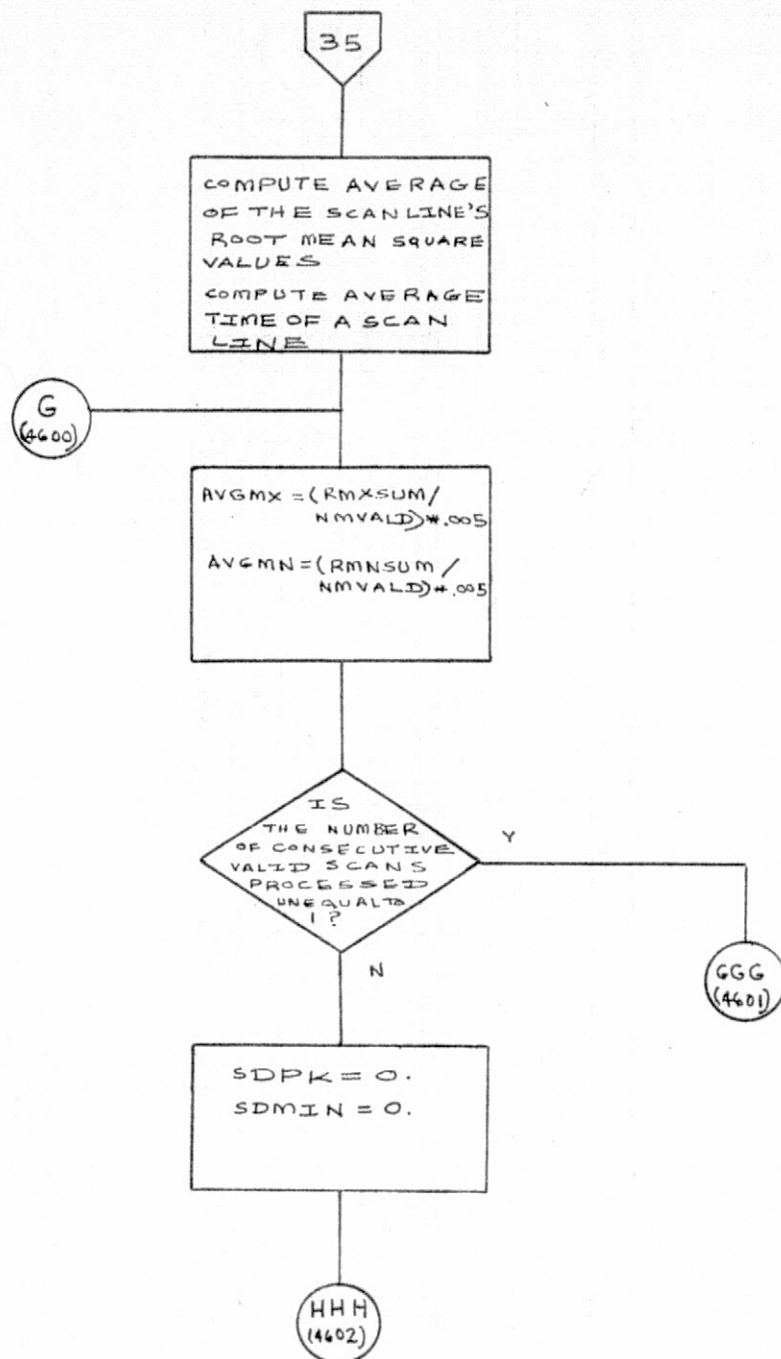 35
COMPUTE AVERAGE
OF THE SCANLINE'S
ROOT MEAN SQUARE
VALUES
COMPUTE AVERAGE
TIME OF A SCAN
LINE
G
(4600)
AVGMX = (RMXSUM/
NMVALD)*.005
AVGMN = (RMNSUM/
NMVALD)*.005
IS
THE NUMBER
OF CONSECUTIVE
VALID SCANS
PROCESSED
UNEQUAL TO
1?
Y
N
GGG
(4601)
SDPK = 0.
SDMIN = 0.
HHH
(4602)